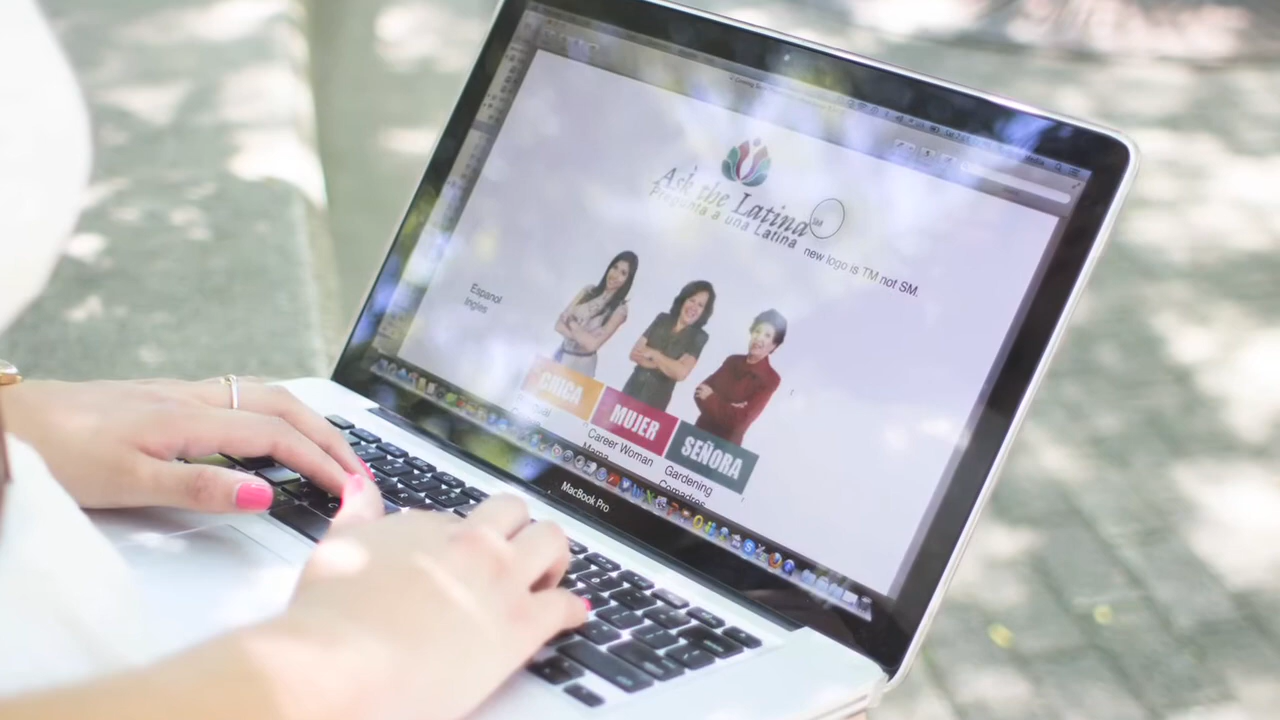 Ask the Latina SM
Pregunta a una Latina
new logo is TM not SM.
Espanol
Ingles
CHICA
MUJER
SEÑORA
Career Woman
Mama
Gardening
Comadres
MacBook Pro